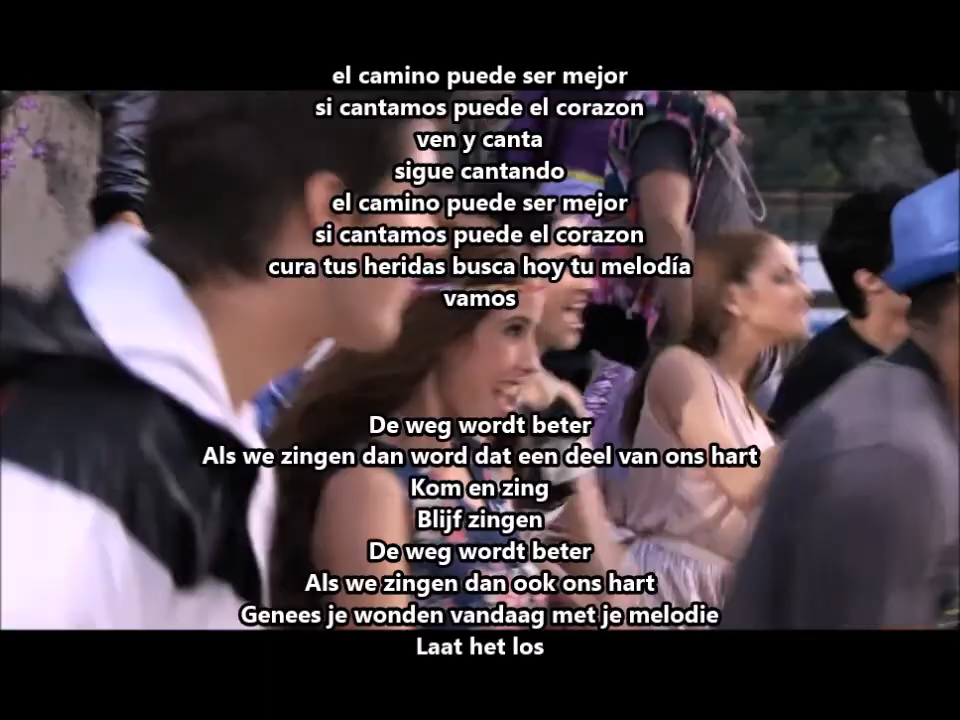 el camino puede ser mejor
si cantamos puede el corazon
ven y canta
sigue cantando
el camino puede ser mejor
si cantamos puede el corazon
cura tus heridas busca hoy tu melodía
vamos
De weg wordt beter
Als we zingen dan word dat een deel van ons hart
Kom en zing
Blijf zingen
De weg wordt beter
Als we zingen dan ook ons hart
Genees je wonden vandaag met je melodie
Laat het los